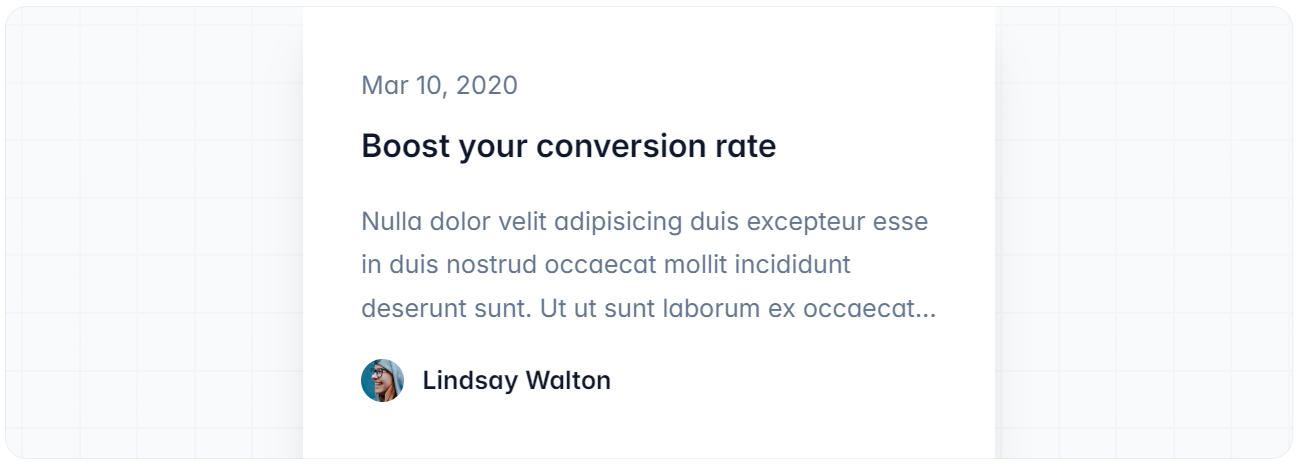 Mar 10, 2020
Boost your conversion rate
Nulla dolor velit adipisicing duis excepteur esse
in duis nostrud occaecat mollit incididunt
deserunt sunt. Ut ut sunt laborum ex occaecat...
Lindsay Walton